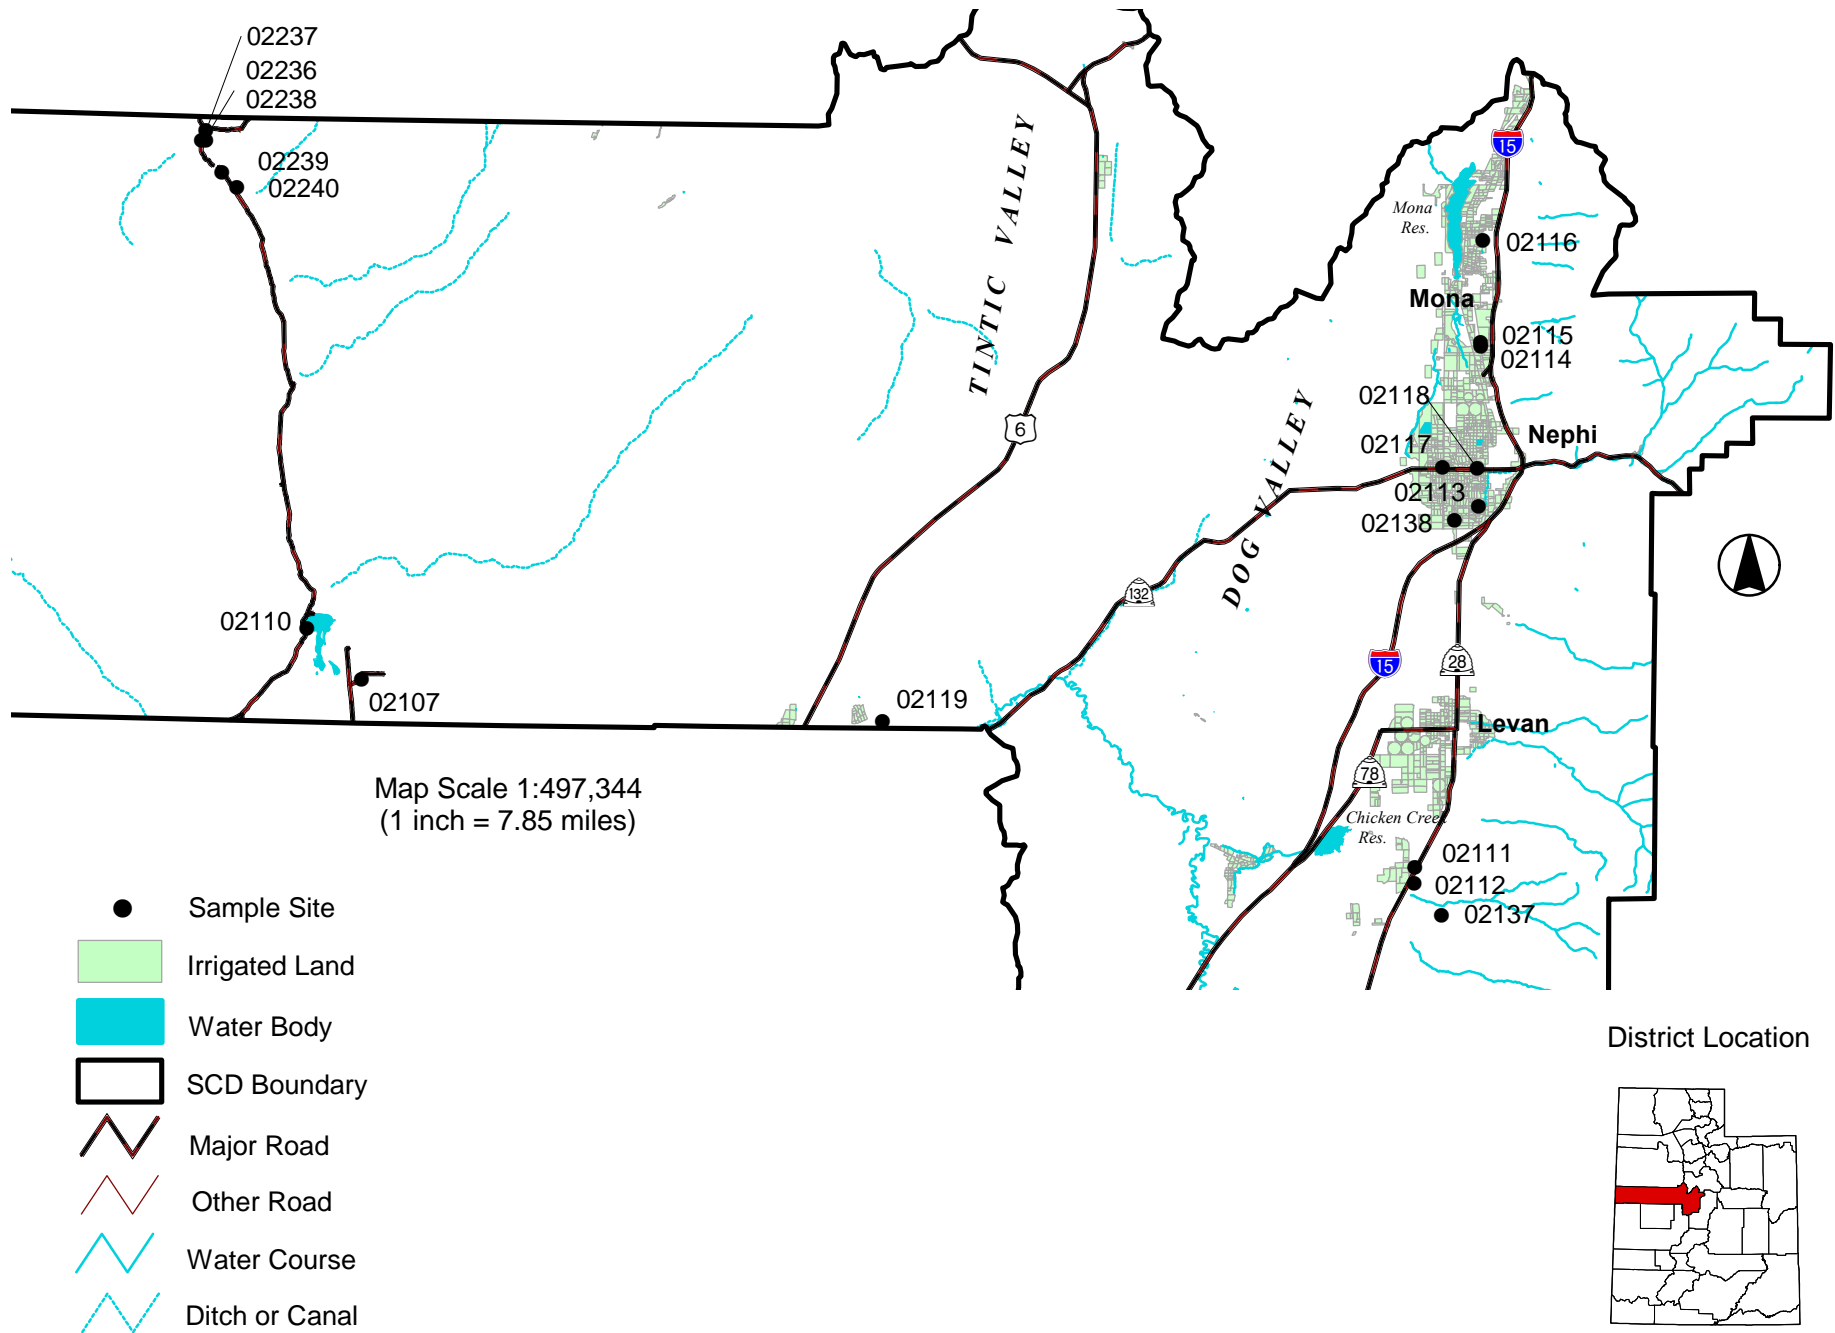 02237
02236
02238
02239
02240
TINTIC VALLEY
15
Mona
Res.
02116
Mona
02115
02114
02118
6
DOG VALLEY
Nephi
02117
02113
02138
132
02110
15
28
02107
02119
Levan
78
Map Scale 1:497,344
(1 inch = 7.85 miles)
Chicken Creek
Res.
02111
02112
02137
Sample Site
Irrigated Land
Water Body
SCD Boundary
Major Road
Other Road
Water Course
Ditch or Canal
District Location